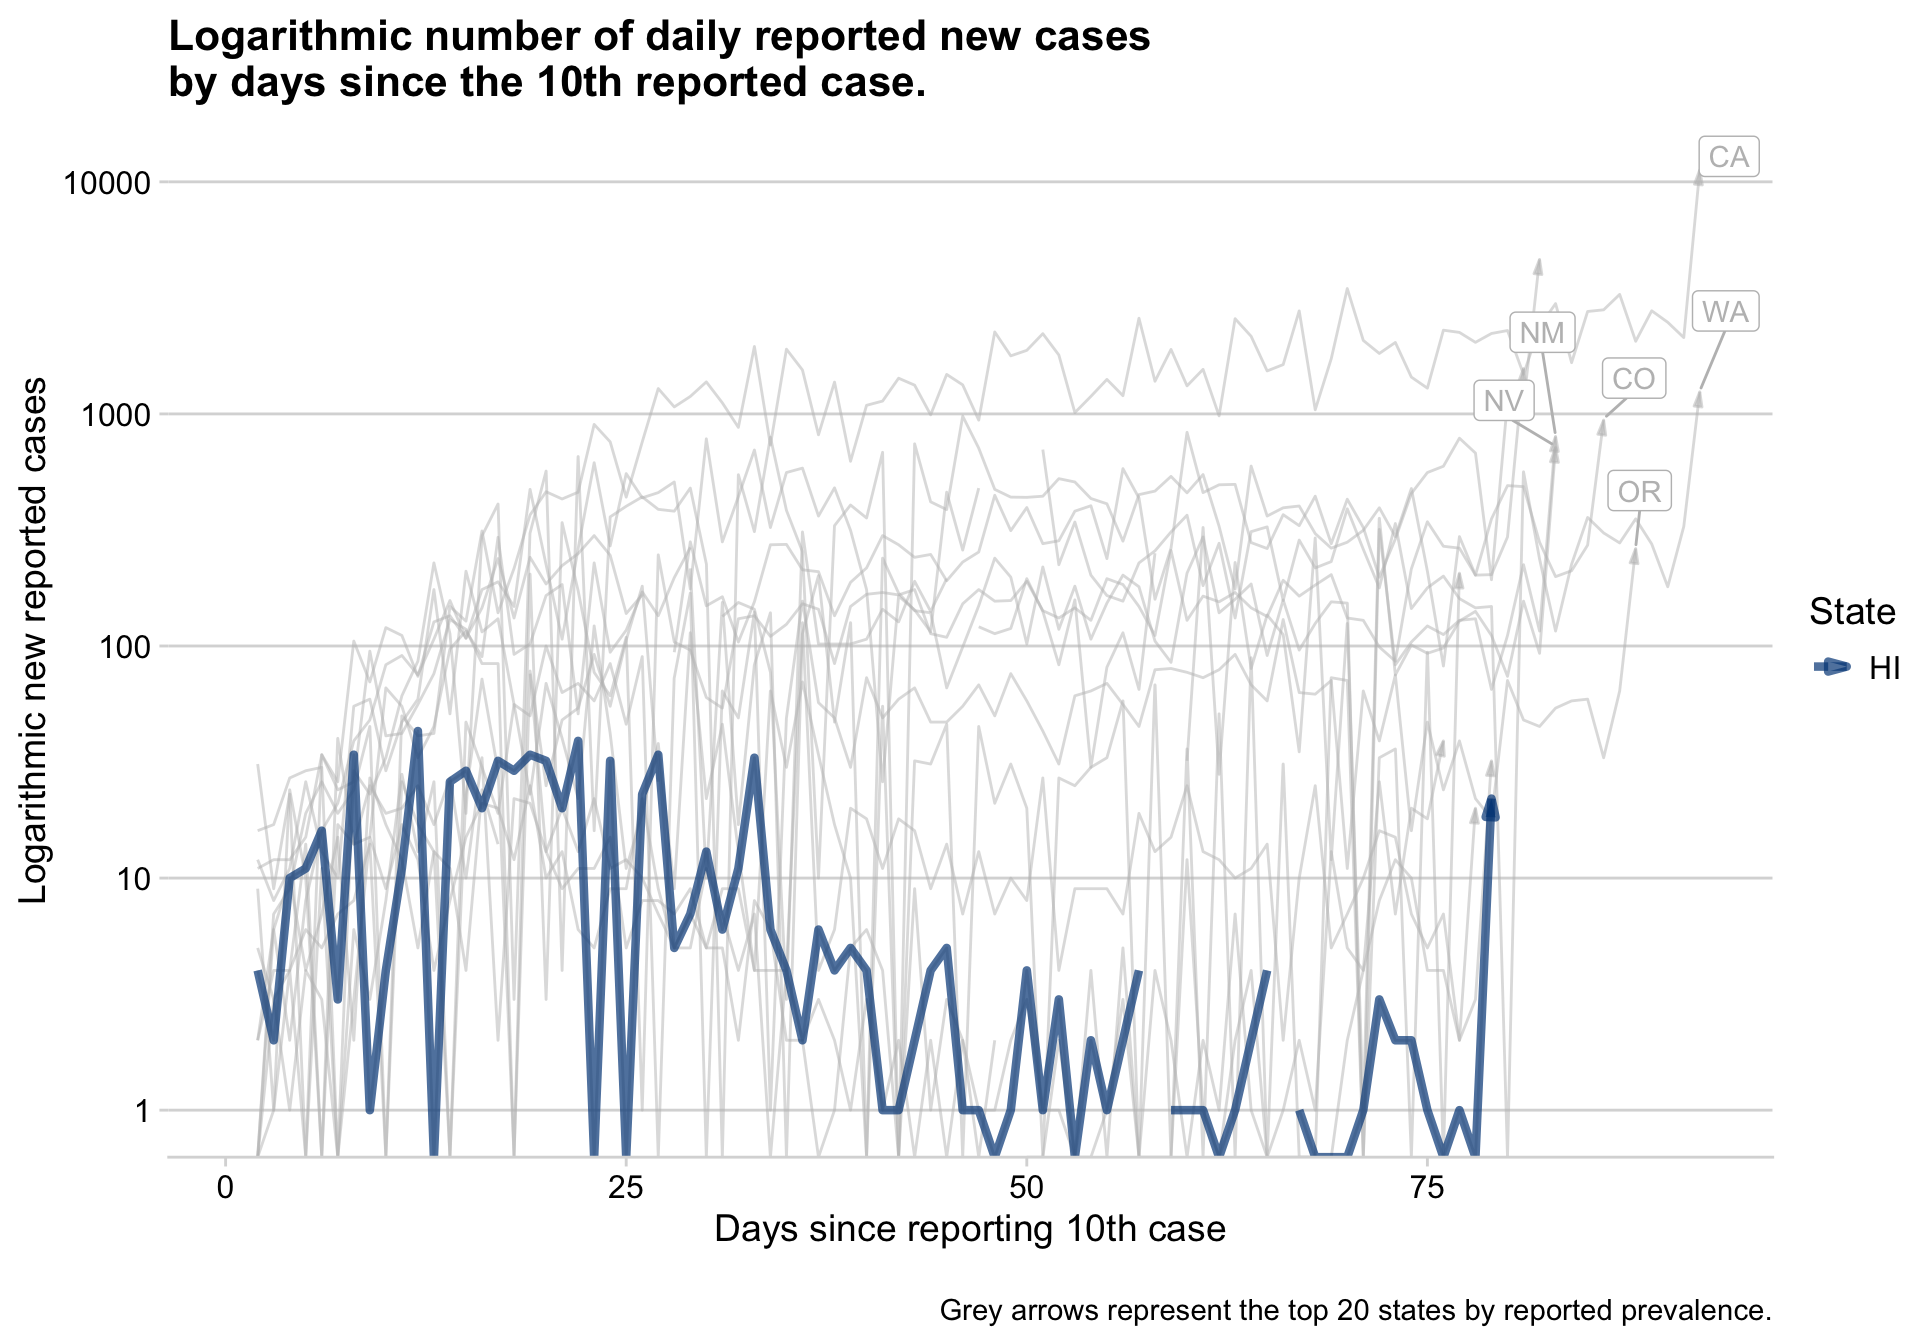 Logarithmic number of daily reported new cases
by days since the 10th reported case.
Logarithmic new reported cases
10000
1000
100
10
1
CA
WA
NM
CO
NV
OR
State
HI
0
25
50
75
Days since reporting 10th case
Grey arrows represent the top 20 states by reported prevalence.